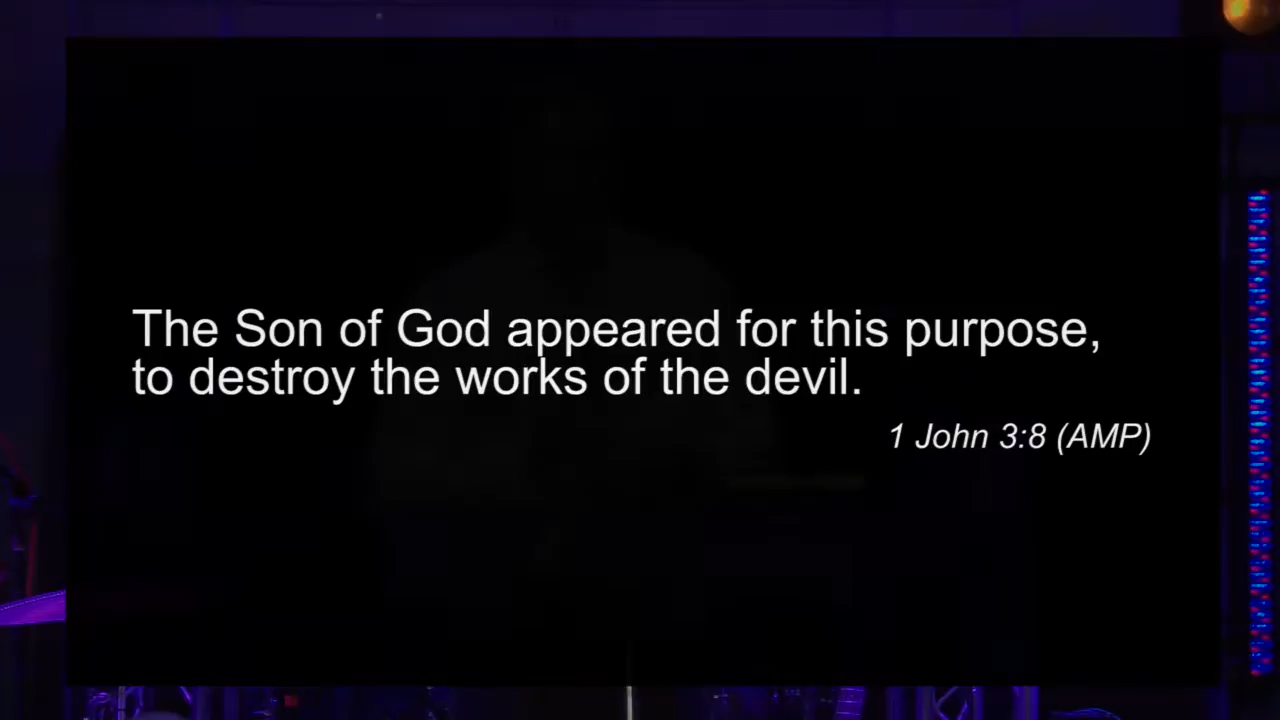 The Son of God appeared for this purpose,
to destroy the works of the devil.
1 John 3:8 (AMP)